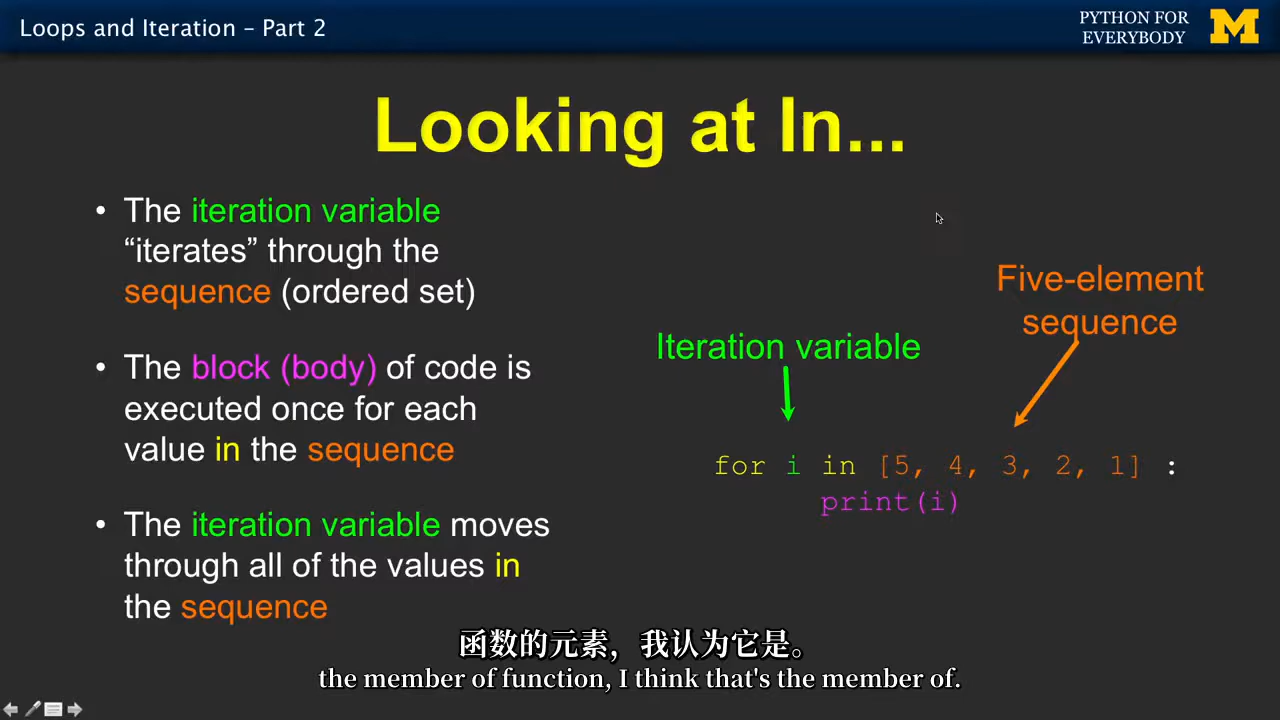 Loops and Iteration – Part 2
PYTHON FOR
EVERYBODY
M
Looking at In...
• The iteration variable
“iterates” through the
sequence (ordered set)
• The block (body) of code is
executed once for each
value in the sequence
• The iteration variable moves
through all of the values in
the sequence
Five-element
sequence
Iteration variable
for i in [5, 4, 3, 2, 1] :
print(i)
函数的元素，我认为它是。
the member of function, I think that's the member of.